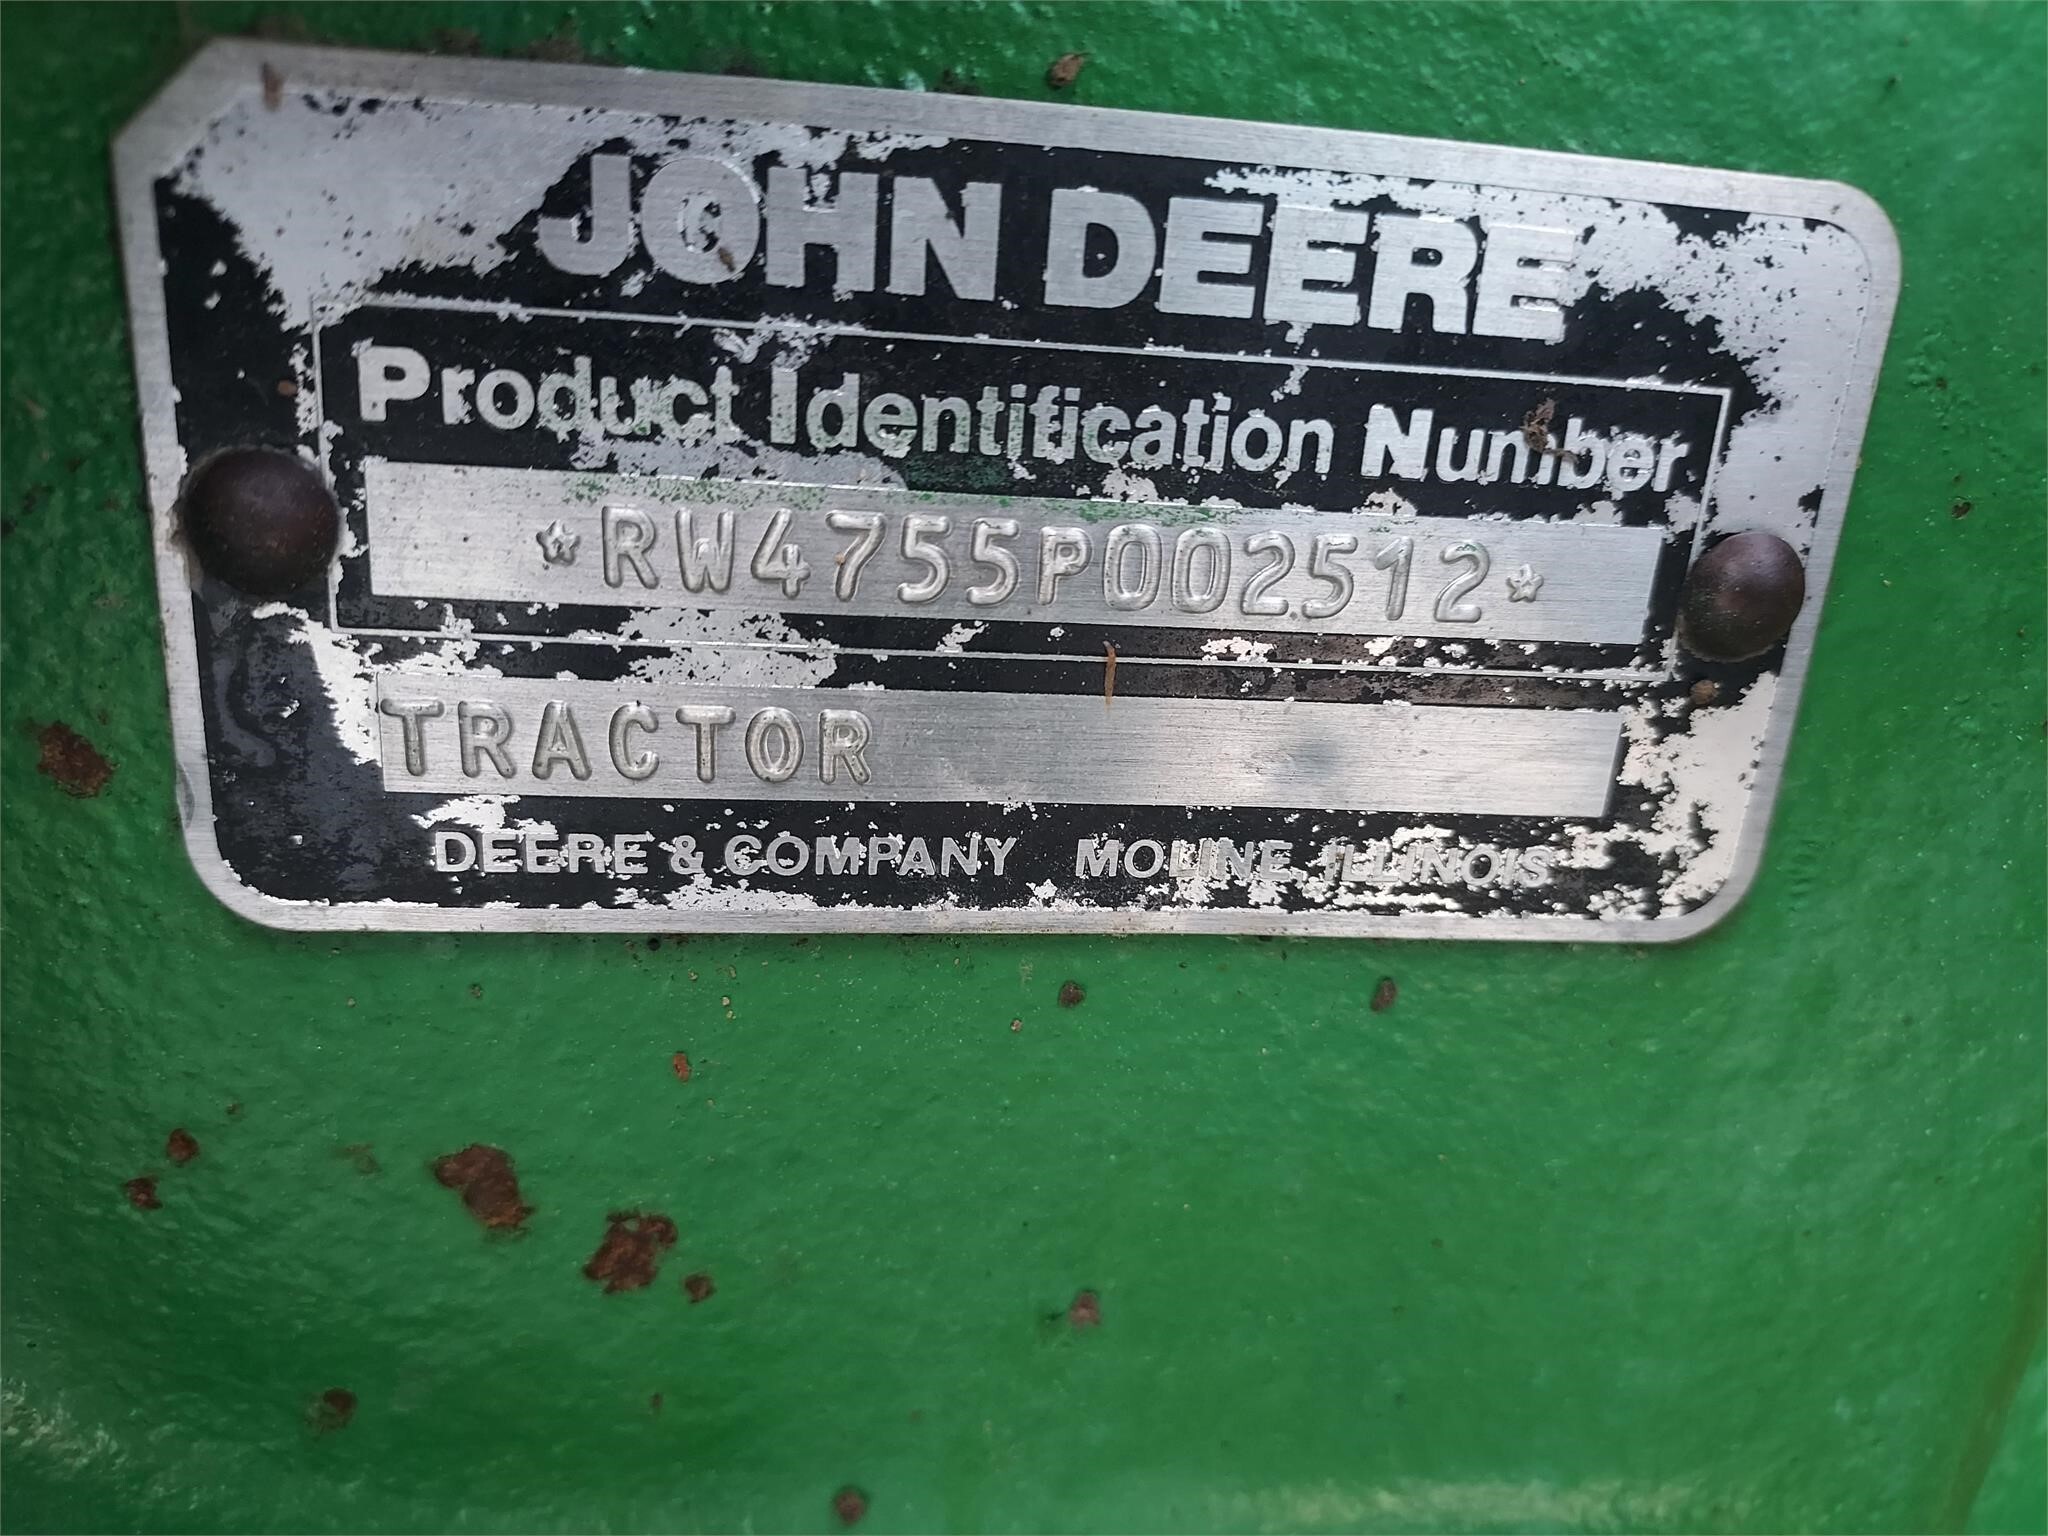 JOHN DEERE
Product Identification Number
*RW4755P002512*
TRACTOR
DEERE & COMPANY MOLINE, ILLINOIS